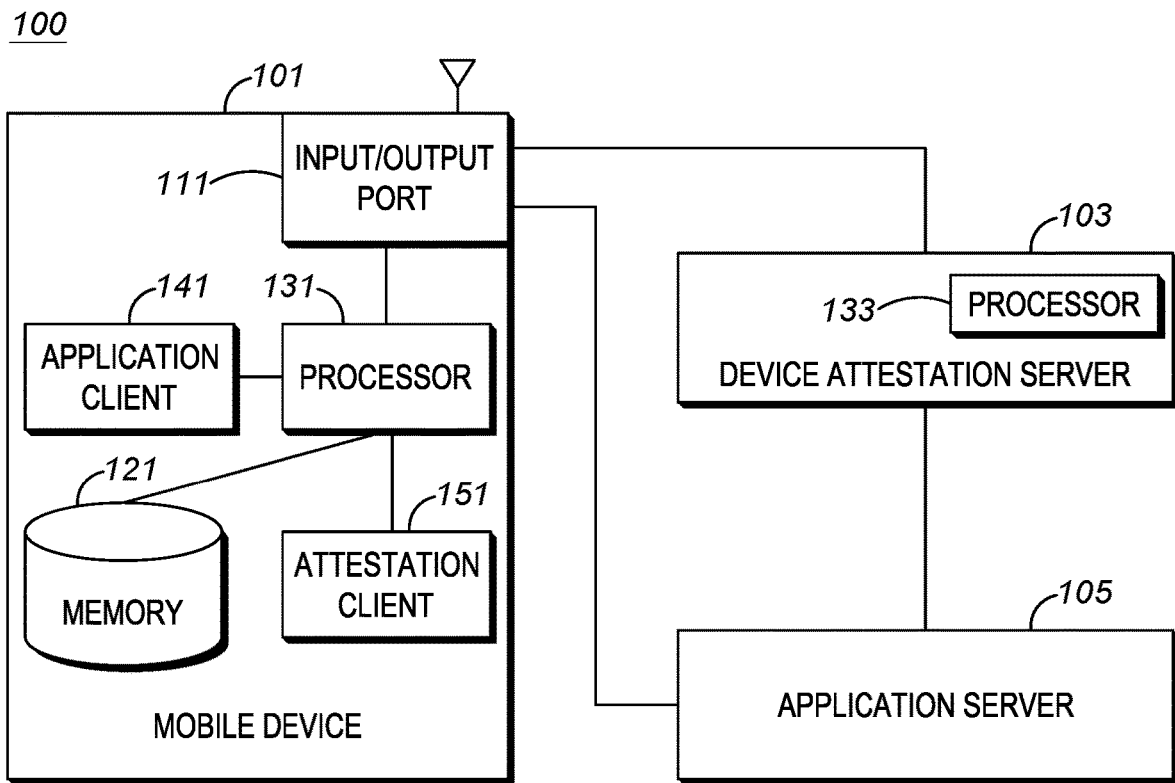 100
101
INPUT/OUTPUT
PORT
111
103
133
PROCESSOR
DEVICE ATTESTATION SERVER
141
131
APPLICATION
CLIENT
PROCESSOR
121
151
MEMORY
ATTESTATION
CLIENT
105
APPLICATION SERVER
MOBILE DEVICE